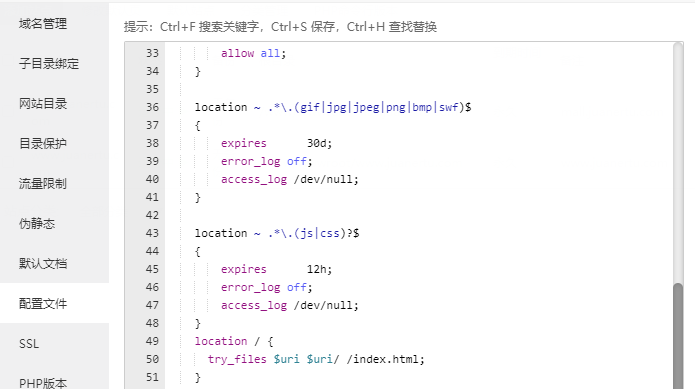 域名管理
子目录绑定
网站目录
目录保护
流量限制
伪静态
默认文档
配置文件
SSL
PHP版本
提示：Ctrl+F 搜索关键字，Ctrl+S 保存，Ctrl+H 查找替换
33 allow all;
34 }
35
36 location ~ .*\.(gif|jpg|jpeg|png|bmp|swf)$
37 {
38 expires      30d;
39 error_log off;
40 access_log /dev/null;
41 }
42
43 location ~ .*\.(js|css)?$
44 {
45 expires      12h;
46 error_log off;
47 access_log /dev/null;
48 }
49 location / {
50 try_files $uri $uri/ /index.html;
51 }